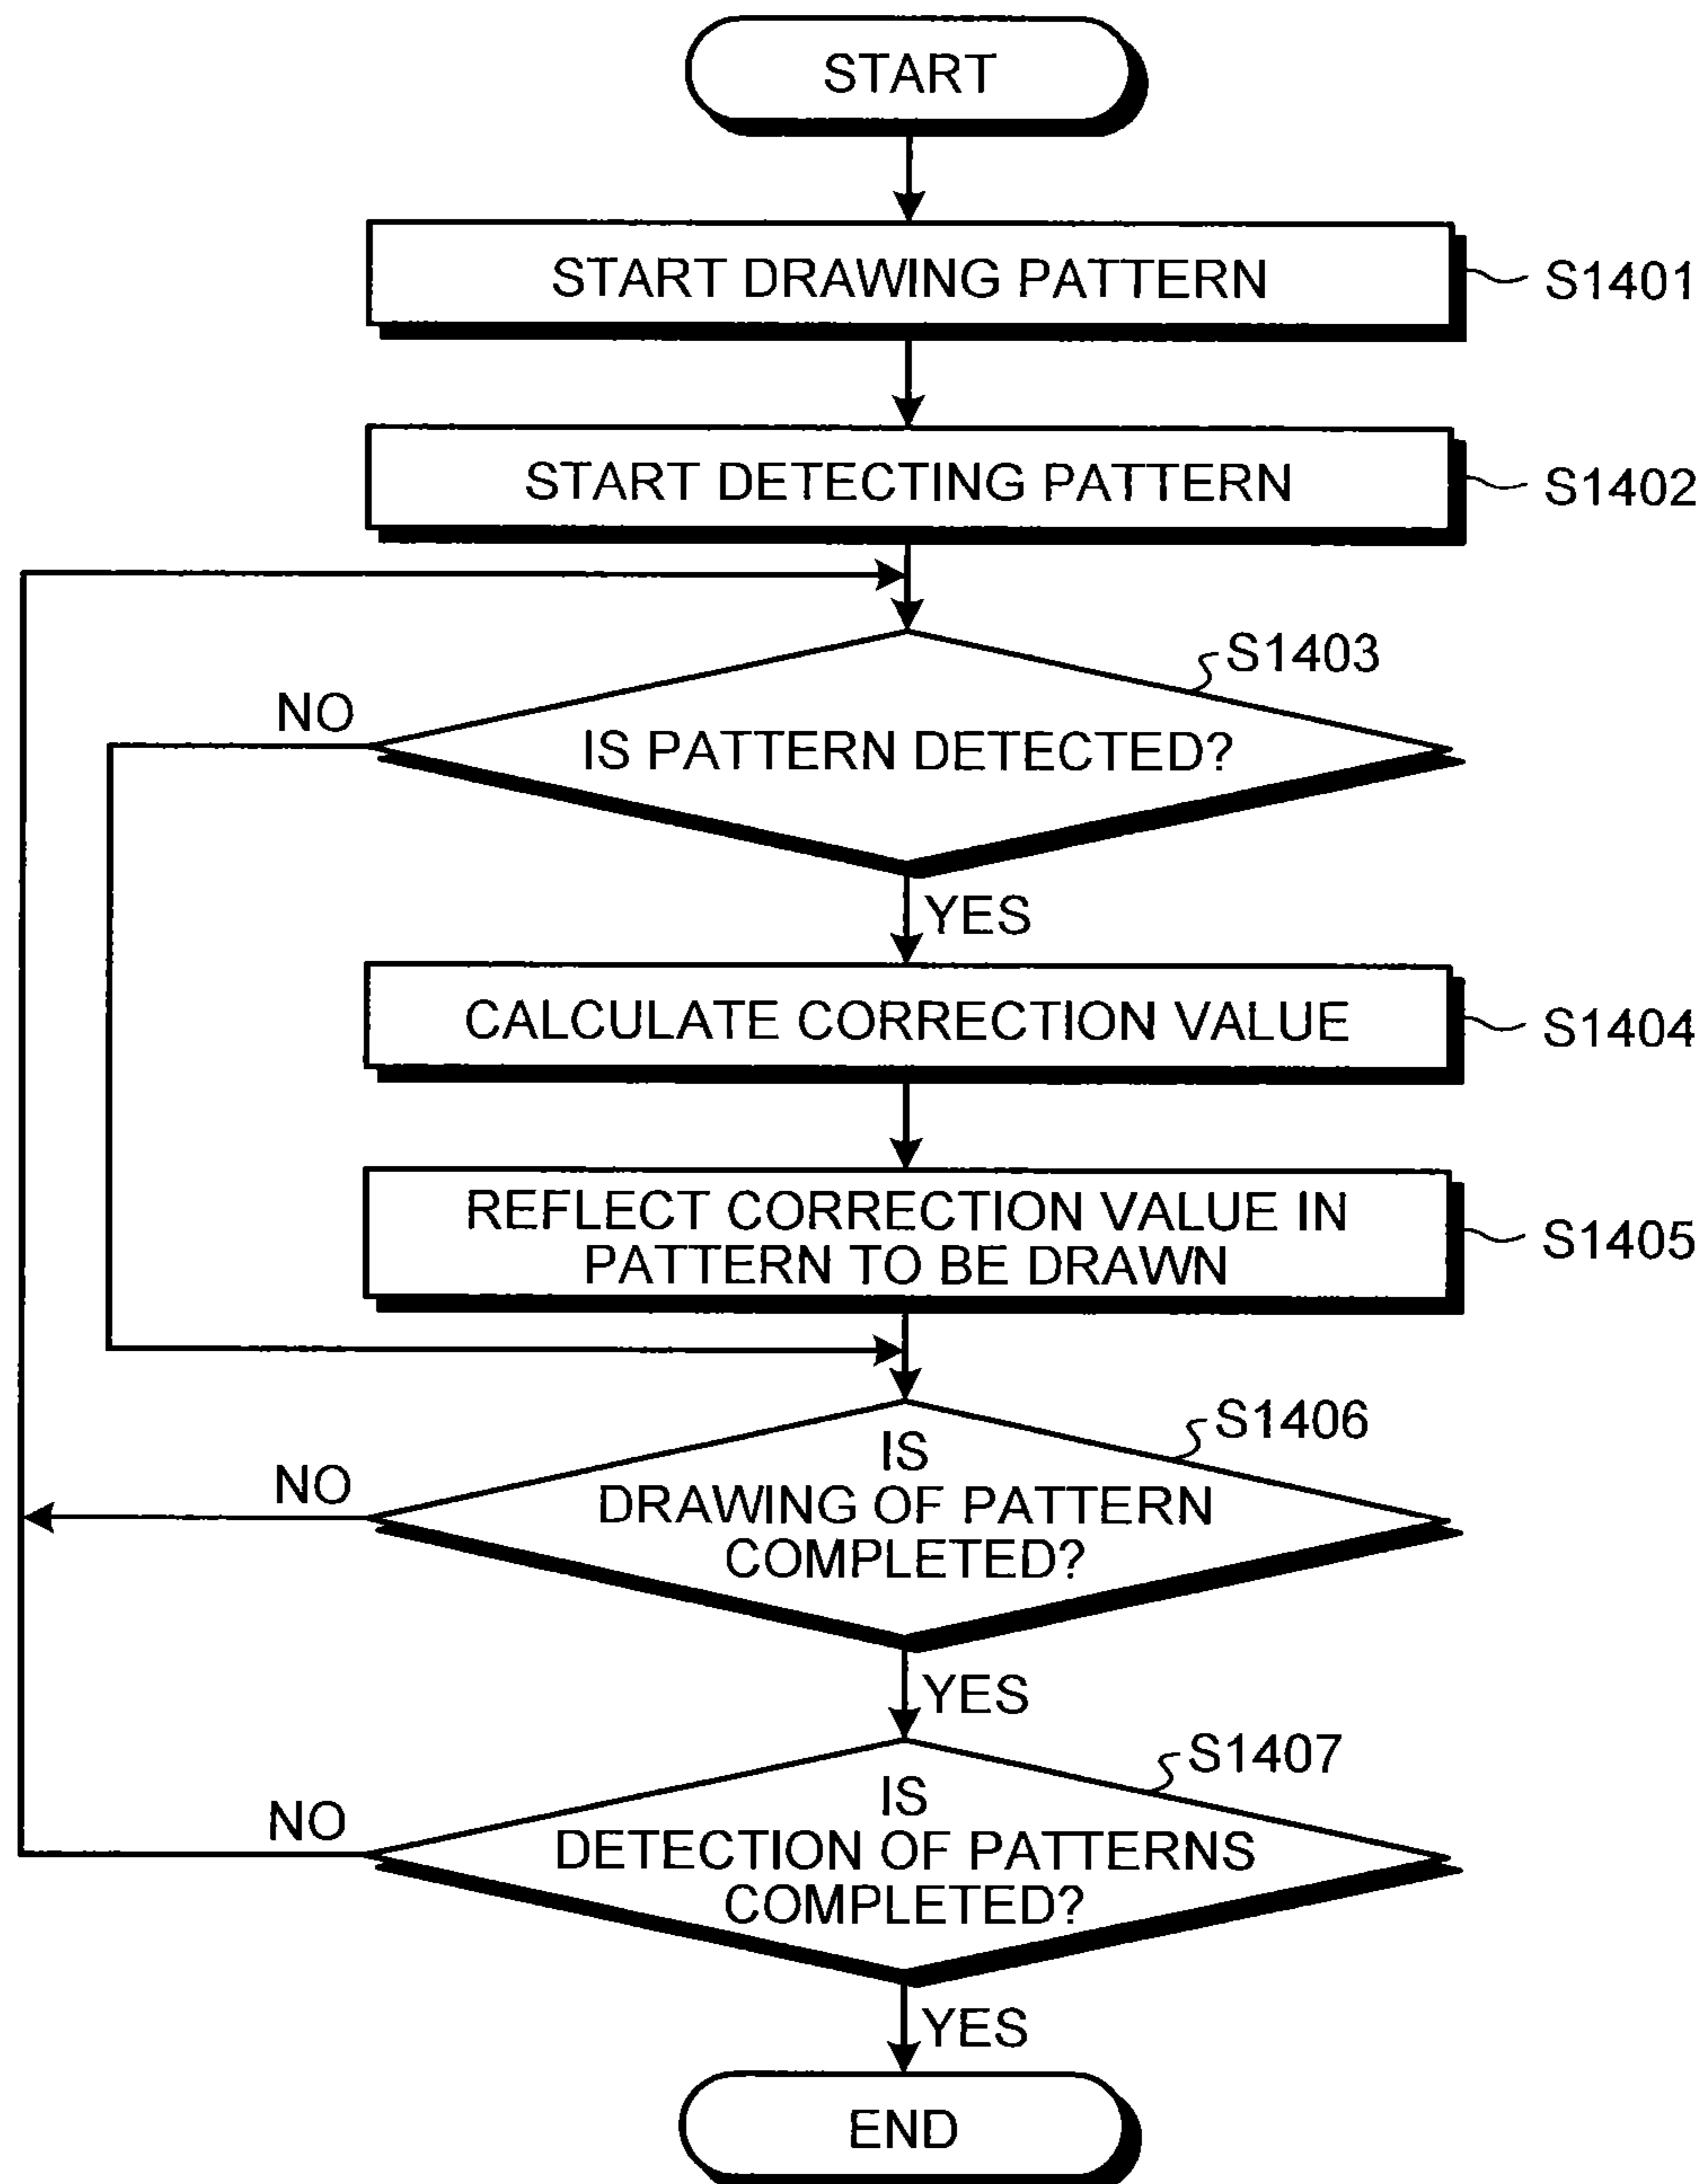 START
START DRAWING PATTERN
S1401
START DETECTING PATTERN
S1402
S1403
NO
IS PATTERN DETECTED?
YES
CALCULATE CORRECTION VALUE
S1404
REFLECT CORRECTION VALUE IN
PATTERN TO BE DRAWN
S1405
S1406
IS
NO
DRAWING OF PATTERN
COMPLETED?
YES
S1407
IS
NO
DETECTION OF PATTERNS
COMPLETED?
YES
END